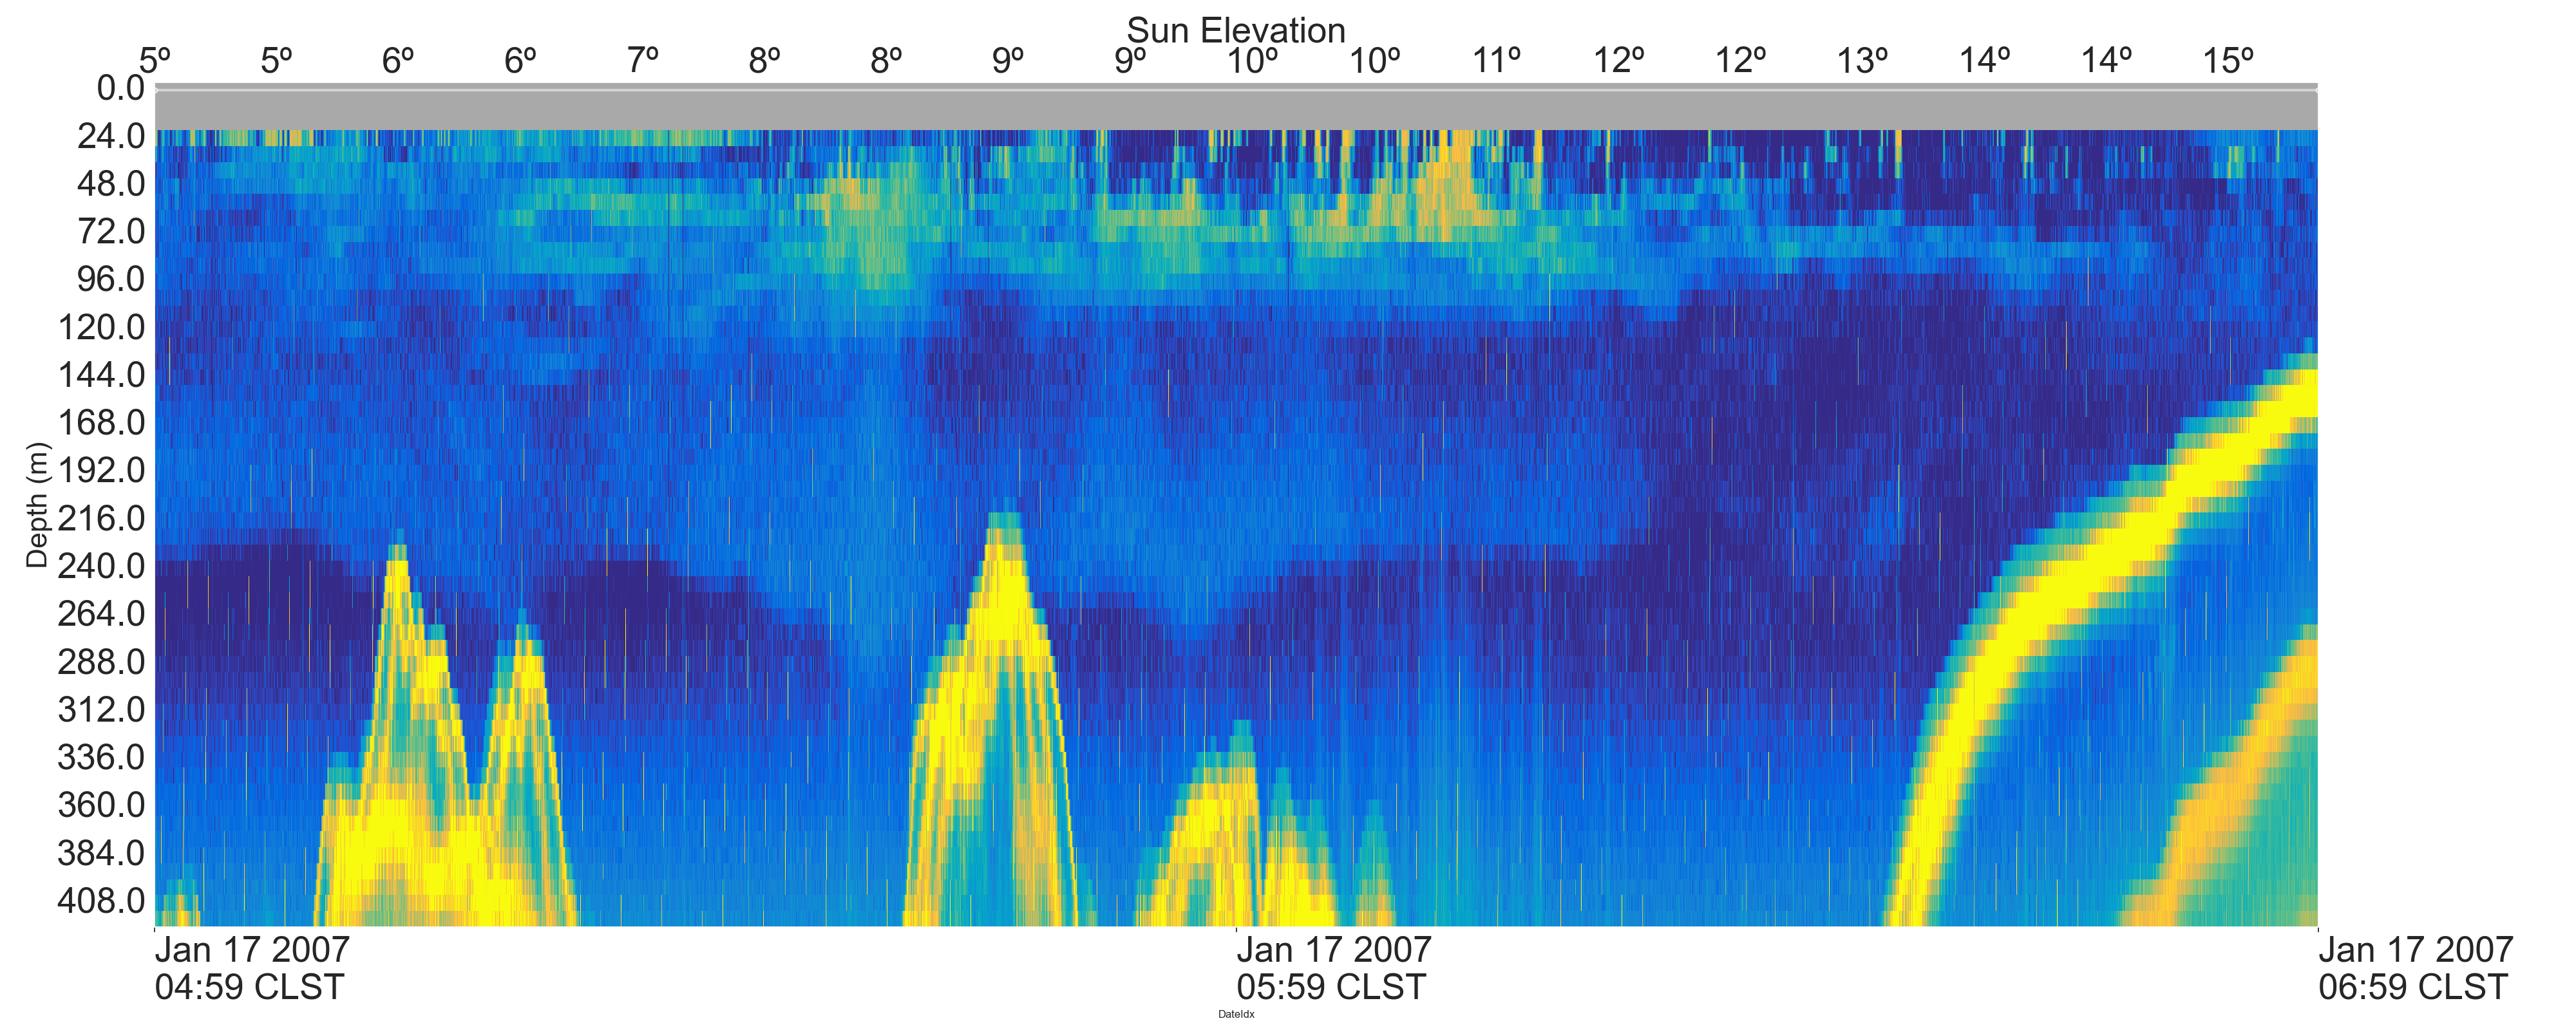 Sun Elevation
5º 5º 6º 6º 7º 8º 8º 9º 9º 10º 10º 11º 12º 12º 13º 14º 14º 15º
0.0
24.0
48.0
72.0
96.0
120.0
144.0
168.0
192.0
216.0
240.0
264.0
288.0
312.0
336.0
360.0
384.0
408.0
Depth (m)
Jan 17 2007
04:59 CLST
Jan 17 2007
05:59 CLST
Jan 17 2007
06:59 CLST
DateIdx